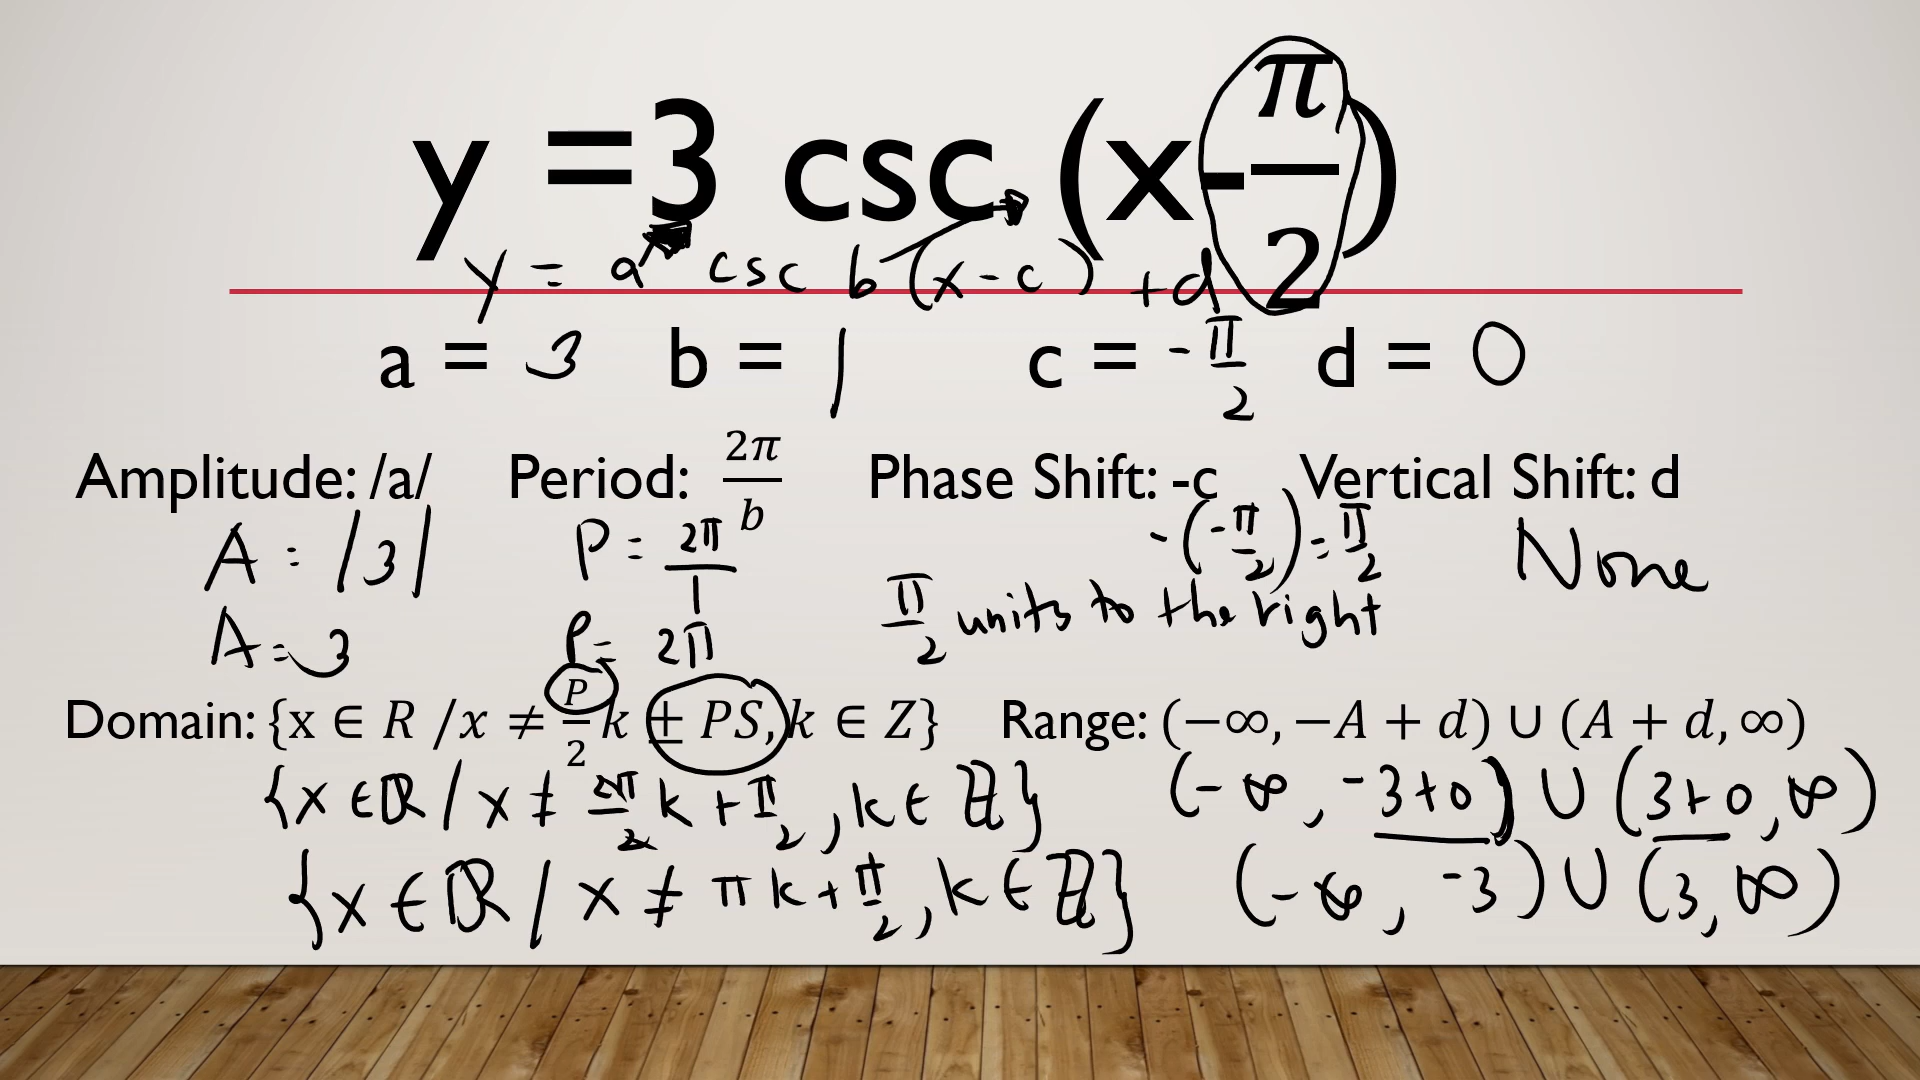 y = 3 csc (x - π/2)
y = a csc b (x - c) + d
a = 3 b = 1 c = - π/2 d = 0
Amplitude: /a/ Period: 2π/b Phase Shift: -c Vertical Shift: d
A = |3| P = 2π/1 - (- π/2) = π/2 None
A = 3 P = 2π π/2 units to the right
Domain: {x ∈ R /x ≠ P/2 k ± PS, k ∈ Z} Range: (−∞, −A + d) ∪ (A + d, ∞)
{x ∈ ℝ / x ≠ 2π/2 k + π/2, k ∈ ℤ} (-∞, -3+0) ∪ (3+0, ∞)
{x ∈ ℝ / x ≠ π k + π/2, k ∈ ℤ} (-∞, -3) ∪ (3, ∞)